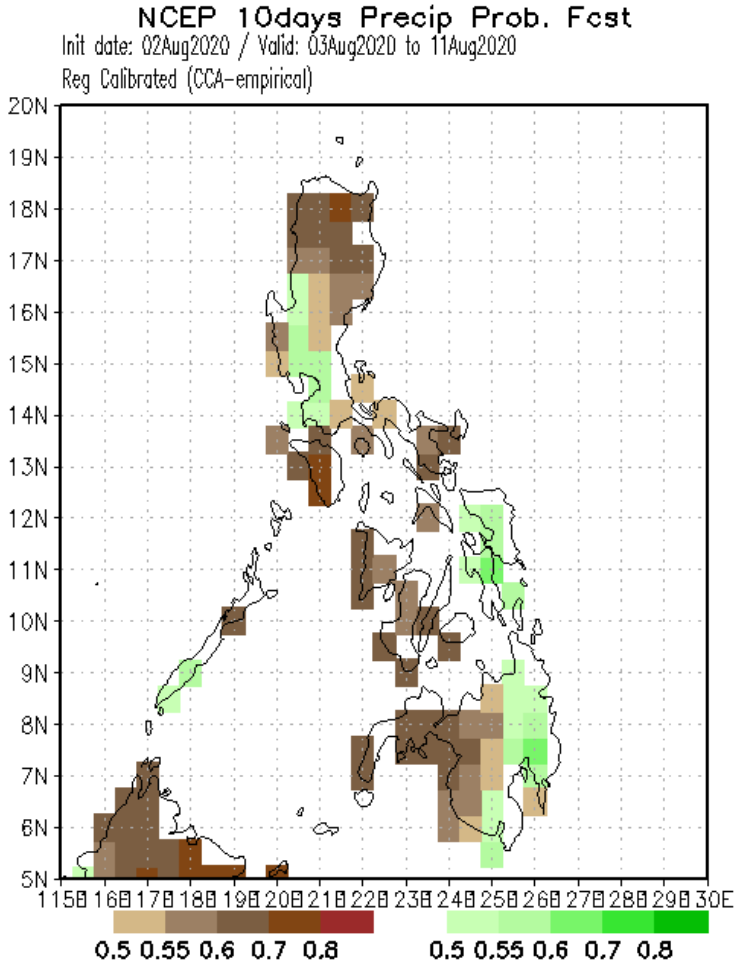 NCEP 10days Precip Prob. Fcst
Init date: 02Aug2020 / Valid: 03Aug2020 to 11Aug2020
Reg Calibrated (CCA-empirical)
20N
19N
18N
17N
16N
15N
14N
13N
12N
11N
10N
9N
8N
7N
6N
5N
115E 116E 117E 118E 119E 120E 121E 122E 123E 124E 125E 126E 127E 128E 129E 130E
0.5 0.55 0.6 0.7 0.8 0.5 0.55 0.6 0.7 0.8